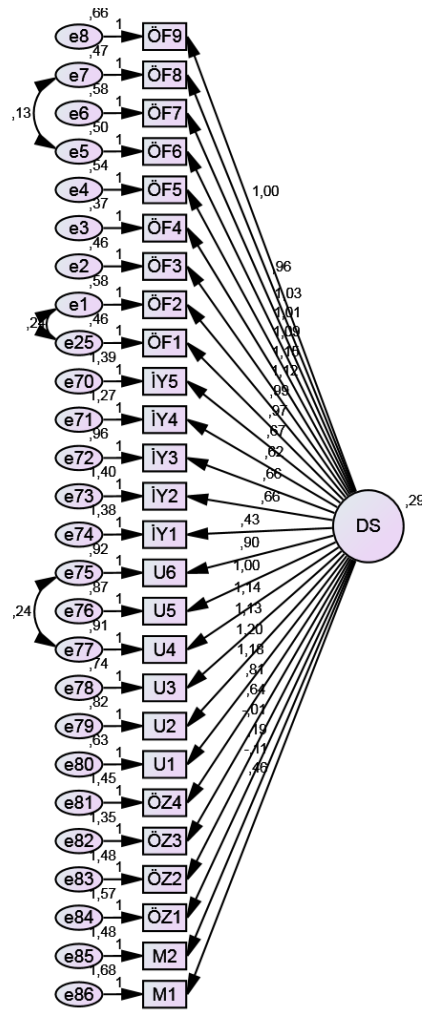 ,66
e8 1 ÖF9
,47
e7 1 ÖF8
,58
,13
e6 1 ÖF7
,50
e5 1 ÖF6
,54
e4 1 ÖF5
,37
e3 1 ÖF4
,46
e2 1 ÖF3
,58
e1 1 ÖF2
,46
e25 1 ÖF1
1,39
e70 1 İY5
1,27
e71 1 İY4
,96
e72 1 İY3
1,40
e73 1 İY2
1,38
e74 1 İY1
,92
e75 1 U6
,87
,24
e76 1 U5
,91
e77 1 U4
,74
e78 1 U3
,82
e79 1 U2
,63
e80 1 U1
1,45
e81 1 ÖZ4
1,35
e82 1 ÖZ3
1,48
e83 1 ÖZ2
1,57
e84 1 ÖZ1
1,48
e85 1 M2
1,68
e86 1 M1
1,00
,96
1,03
1,01
1,09
1,15
1,12
,99
,97
,67
,62
,66
,66
,43
,90
1,00
1,14
1,13
1,20
1,18
,81
,64
-,01
,19
-,11
,46
,29
DS